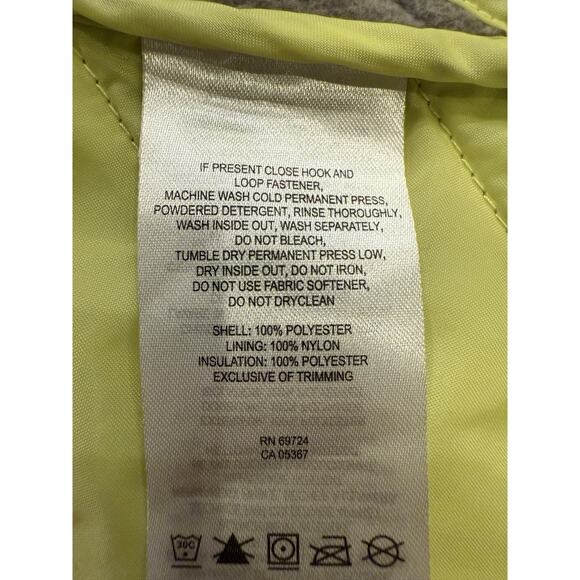 IF PRESENT CLOSE HOOK AND
LOOP FASTENER,
MACHINE WASH COLD PERMANENT PRESS,
POWDERED DETERGENT, RINSE THOROUGHLY,
WASH INSIDE OUT, WASH SEPARATELY,
DO NOT BLEACH,
TUMBLE DRY PERMANENT PRESS LOW,
DRY INSIDE OUT, DO NOT IRON,
DO NOT USE FABRIC SOFTENER,
DO NOT DRYCLEAN
SHELL: 100% POLYESTER
LINING: 100% NYLON
INSULATION: 100% POLYESTER
EXCLUSIVE OF TRIMMING
RN 69724
CA 05367
30C